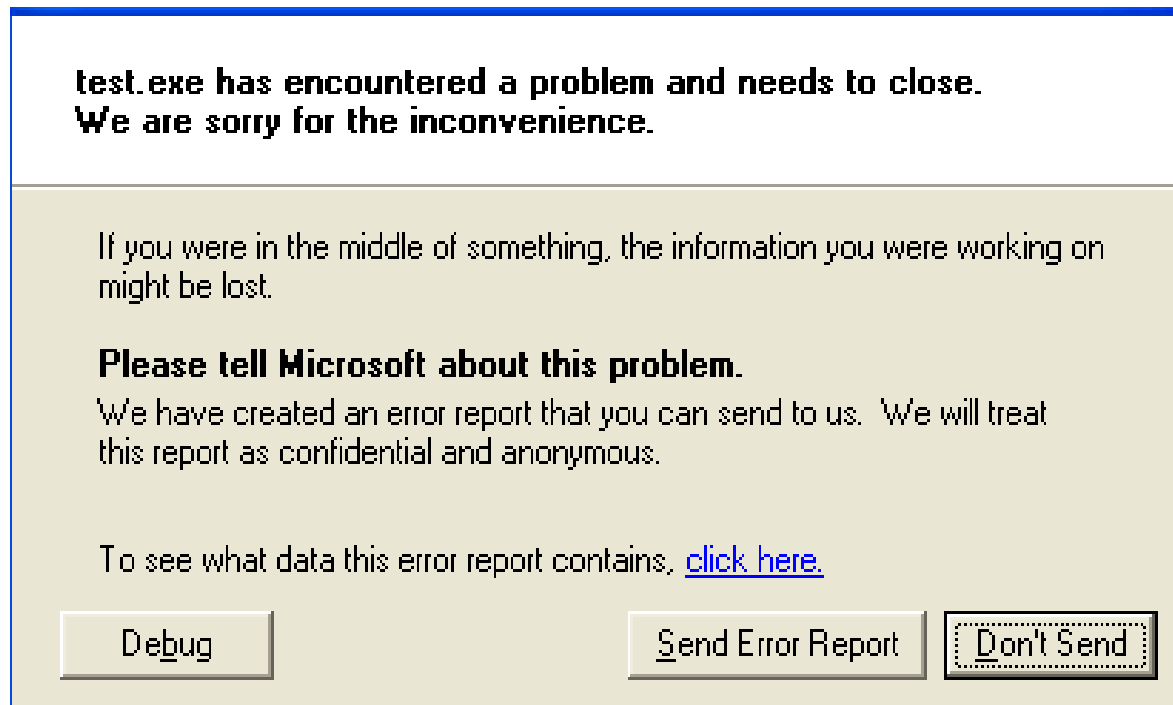 test.exe has encountered a problem and needs to close.
We are sorry for the inconvenience.
If you were in the middle of something, the information you were working on
might be lost.
Please tell Microsoft about this problem.
We have created an error report that you can send to us.  We will treat
this report as confidential and anonymous.
To see what data this error report contains, click here.
Debug
Send Error Report
Don't Send